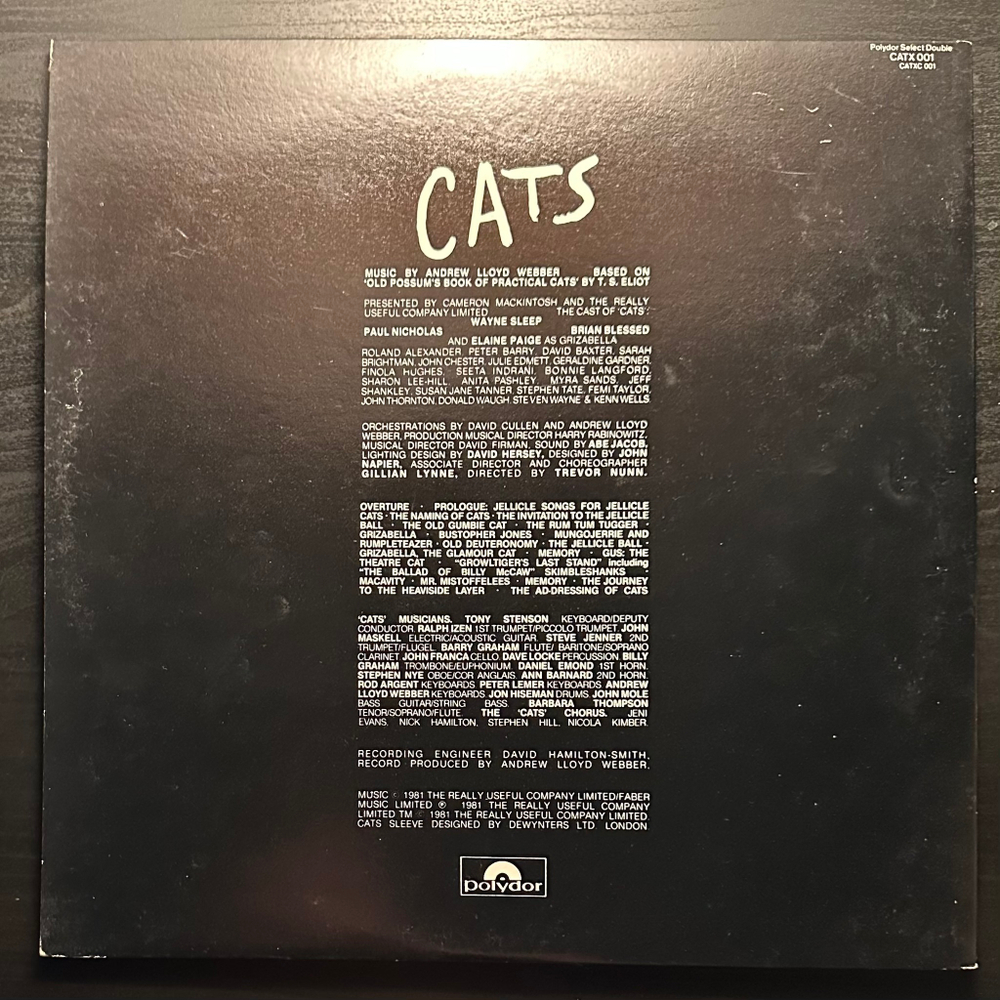 Polydor Select Double
CATX 001
CATXC 001
CATS
MUSIC BY ANDREW LLOYD WEBBER BASED ON
'OLD POSSUM'S BOOK OF PRACTICAL CATS' BY T. S. ELIOT
PRESENTED BY CAMERON MACKINTOSH AND THE REALLY
USEFUL COMPANY LIMITED THE CAST OF 'CATS':
WAYNE SLEEP
PAUL NICHOLAS BRIAN BLESSED
AND ELAINE PAIGE AS GRIZABELLA
ROLAND ALEXANDER, PETER BARRY, DAVID BAXTER, SARAH
BRIGHTMAN, JOHN CHESTER, JULIE EDMETT, GERALDINE GARDNER,
FINOLA HUGHES, SEETA INDRANI, BONNIE LANGFORD,
SHARON LEE-HILL, ANITA PASHLEY, MYRA SANDS, JEFF
SHANKLEY, SUSAN JANE TANNER, STEPHEN TATE, FEMI TAYLOR,
JOHN THORNTON, DONALD WAUGH, STEVEN WAYNE & KENN WELLS.
ORCHESTRATIONS BY DAVID CULLEN AND ANDREW LLOYD
WEBBER, PRODUCTION MUSICAL DIRECTOR HARRY RABINOWITZ,
MUSICAL DIRECTOR DAVID FIRMAN, SOUND BY ABE JACOB,
LIGHTING DESIGN BY DAVID HERSEY, DESIGNED BY JOHN
NAPIER, ASSOCIATE DIRECTOR AND CHOREOGRAPHER
GILLIAN LYNNE, DIRECTED BY TREVOR NUNN.
OVERTURE · PROLOGUE: JELLICLE SONGS FOR JELLICLE
CATS · THE NAMING OF CATS · THE INVITATION TO THE JELLICLE
BALL · THE OLD GUMBIE CAT · THE RUM TUM TUGGER ·
GRIZABELLA · BUSTOPHER JONES · MUNGOJERRIE AND
RUMPLETEAZER · OLD DEUTERONOMY · THE JELLICLE BALL ·
GRIZABELLA, THE GLAMOUR CAT · MEMORY · GUS: THE
THEATRE CAT · "GROWLTIGER'S LAST STAND" including
"THE BALLAD OF BILLY McCAW" SKIMBLESHANKS ·
MACAVITY · MR. MISTOFFELEES · MEMORY · THE JOURNEY
TO THE HEAVISIDE LAYER · THE AD-DRESSING OF CATS
'CATS' MUSICIANS. TONY STENSON KEYBOARD/DEPUTY
CONDUCTOR. RALPH IZEN 1ST TRUMPET/PICCOLO TRUMPET. JOHN
MASKELL ELECTRIC/ACOUSTIC GUITAR. STEVE JENNER 2ND
TRUMPET/FLUGEL. BARRY GRAHAM FLUTE/ BARITONE/SOPRANO
CLARINET. JOHN FRANCA CELLO. DAVE LOCKE PERCUSSION. BILLY
GRAHAM TROMBONE/EUPHONIUM. DANIEL EMOND 1ST HORN.
STEPHEN NYE OBOE/COR ANGLAIS. ANN BARNARD 2ND HORN.
ROD ARGENT KEYBOARDS. PETER LEMER KEYBOARDS. ANDREW
LLOYD WEBBER KEYBOARDS. JON HISEMAN DRUMS. JOHN MOLE
BASS GUITAR/STRING BASS. BARBARA THOMPSON
TENOR/SOPRANO/FLUTE. THE 'CATS' CHORUS. JENI
EVANS, NICK HAMILTON, STEPHEN HILL, NICOLA KIMBER.
RECORDING ENGINEER DAVID HAMILTON-SMITH,
RECORD PRODUCED BY ANDREW LLOYD WEBBER.
MUSIC © 1981 THE REALLY USEFUL COMPANY LIMITED/FABER
MUSIC LIMITED ℗ 1981 THE REALLY USEFUL COMPANY
LIMITED TM © 1981 THE REALLY USEFUL COMPANY LIMITED.
CATS SLEEVE DESIGNED BY DEWYNTERS LTD. LONDON.
polydor